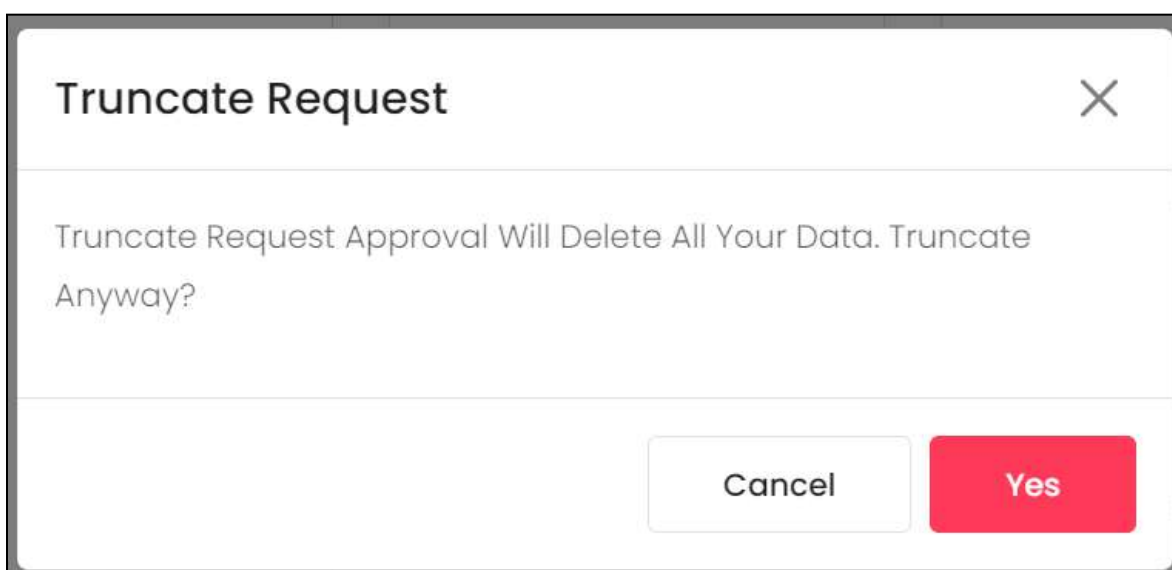 Truncate Request
Truncate Request Approval Will Delete All Your Data. Truncate
Anyway?
Cancel
Yes